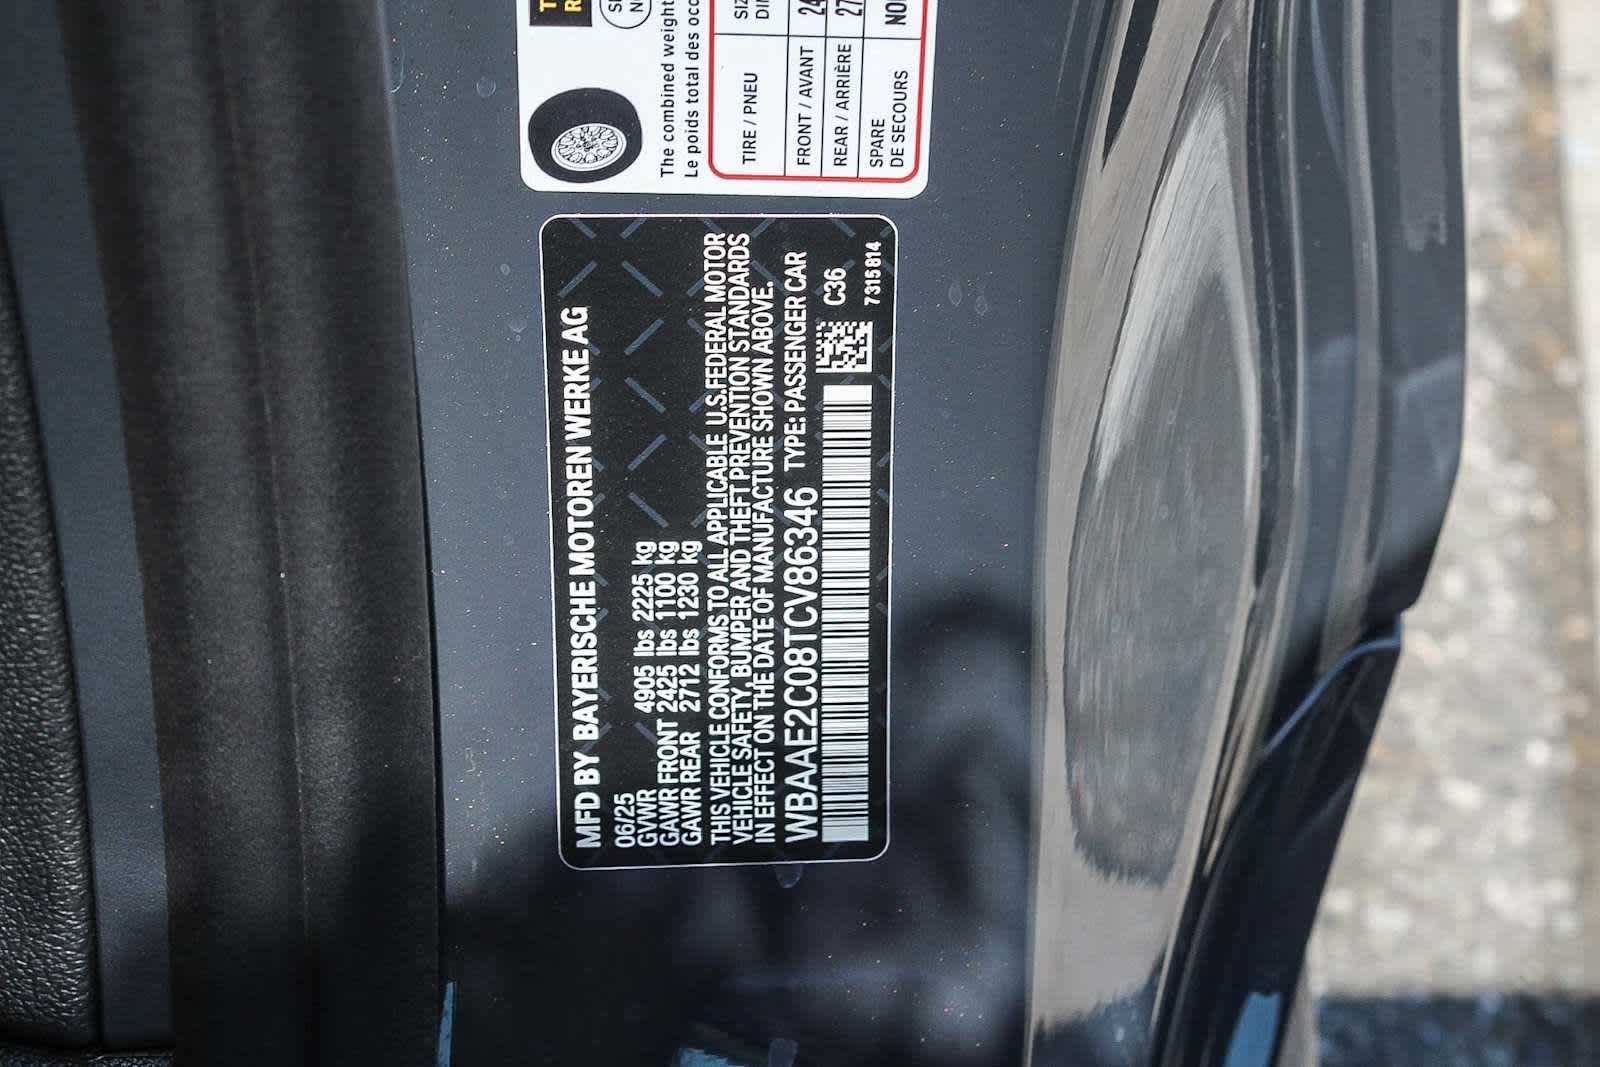 MFD BY BAYERISCHE MOTOREN WERKE AG
06/25
GVWR 4905 lbs 2225 kg
GAWR FRONT 2425 lbs 1100 kg
GAWR REAR 2712 lbs 1230 kg
THIS VEHICLE CONFORMS TO ALL APPLICABLE U.S.FEDERAL MOTOR
VEHICLE SAFETY, BUMPER AND THEFT PREVENTION STANDARDS
IN EFFECT ON THE DATE OF MANUFACTURE SHOWN ABOVE.
WBAAE2C08TCV86346 TYPE: PASSENGER CAR
C36
7315814
The combined weight
Le poids total des occ
TIRE / PNEU
FRONT / AVANT 24
REAR / ARRIÈRE 27
SPARE
DE SECOURS